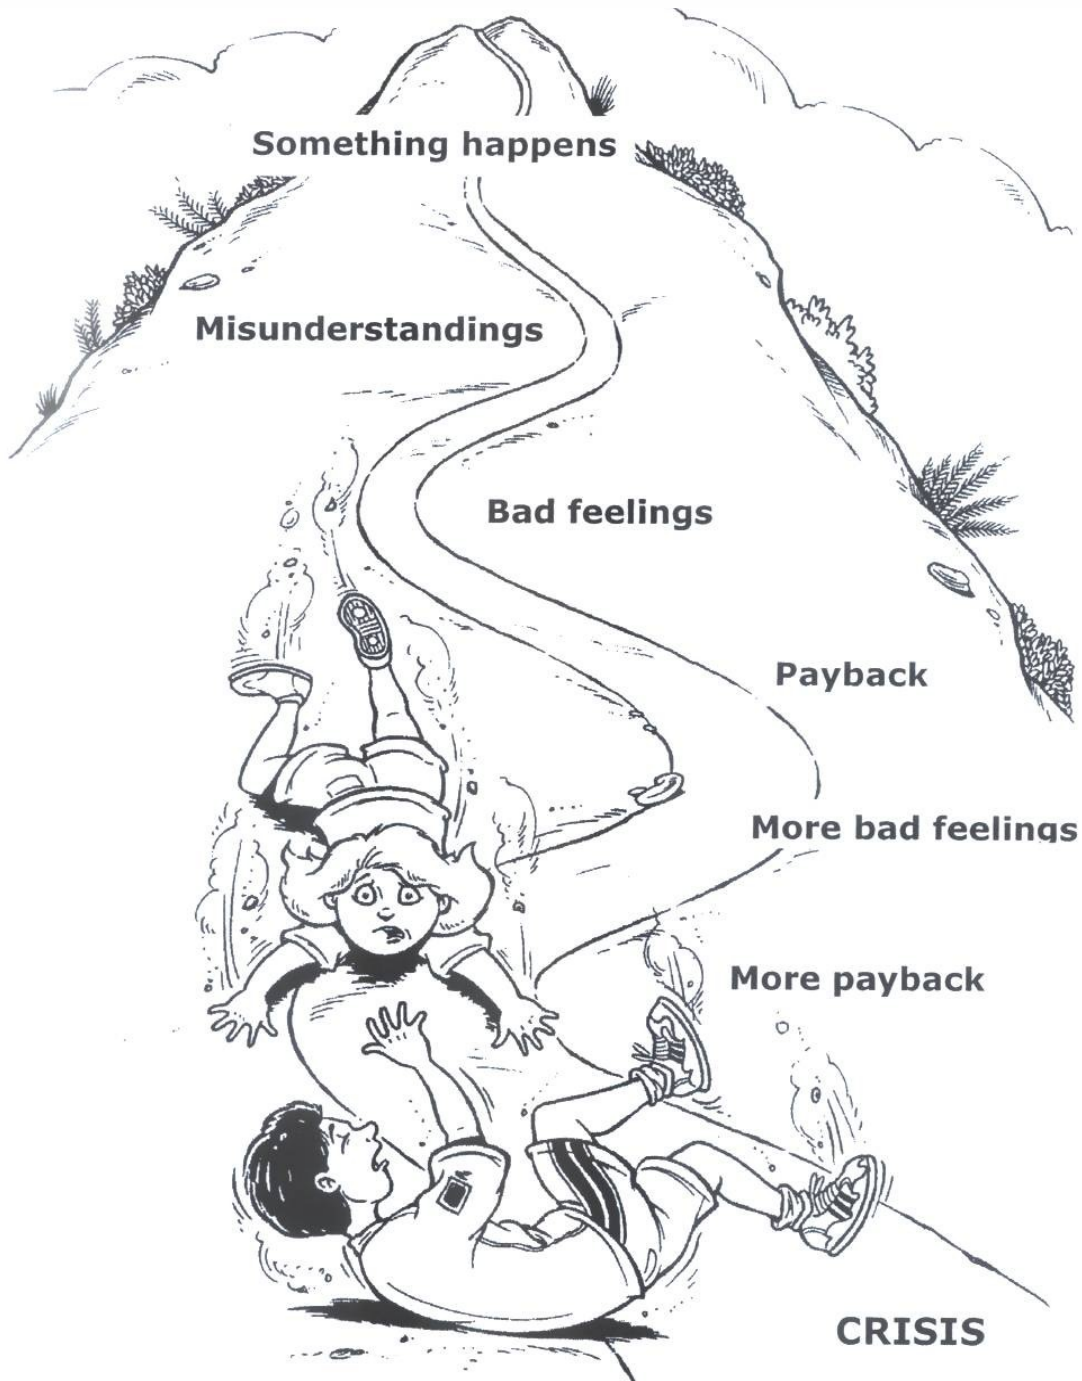 Something happens
Misunderstandings
Bad feelings
Payback
More bad feelings
More payback
CRISIS